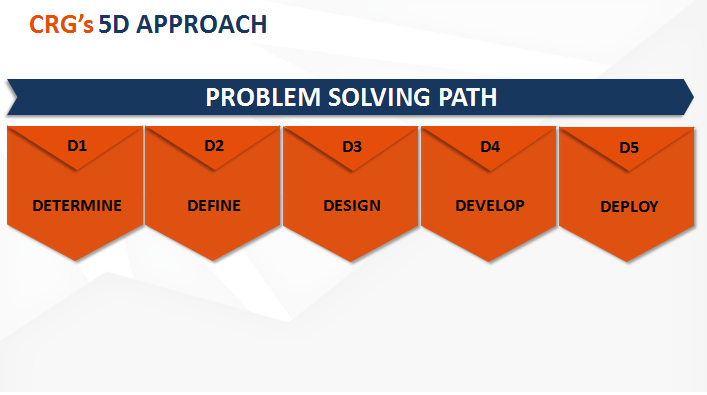 CRG's 5D APPROACH
PROBLEM SOLVING PATH
D1
D2
D3
D4
D5
DETERMINE
DEFINE
DESIGN
DEVELOP
DEPLOY